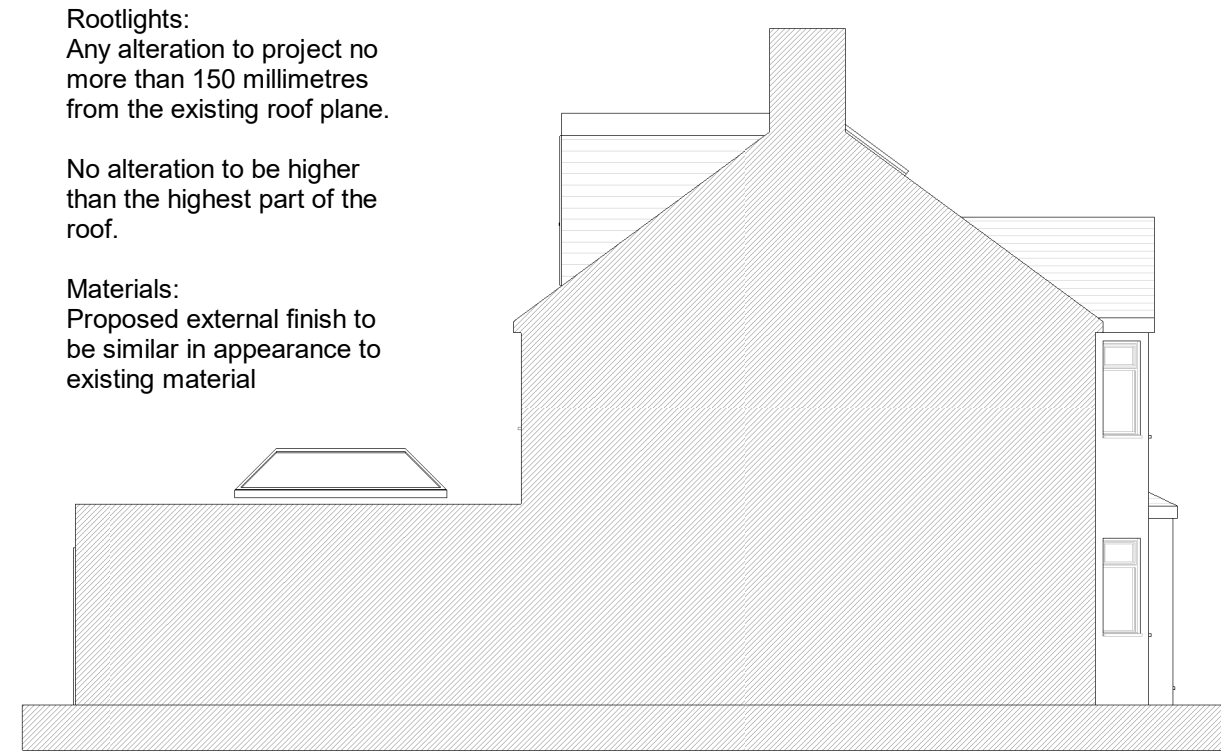 Rootlights:
Any alteration to project no
more than 150 millimetres
from the existing roof plane.
No alteration to be higher
than the highest part of the
roof.
Materials:
Proposed external finish to
be similar in appearance to
existing material